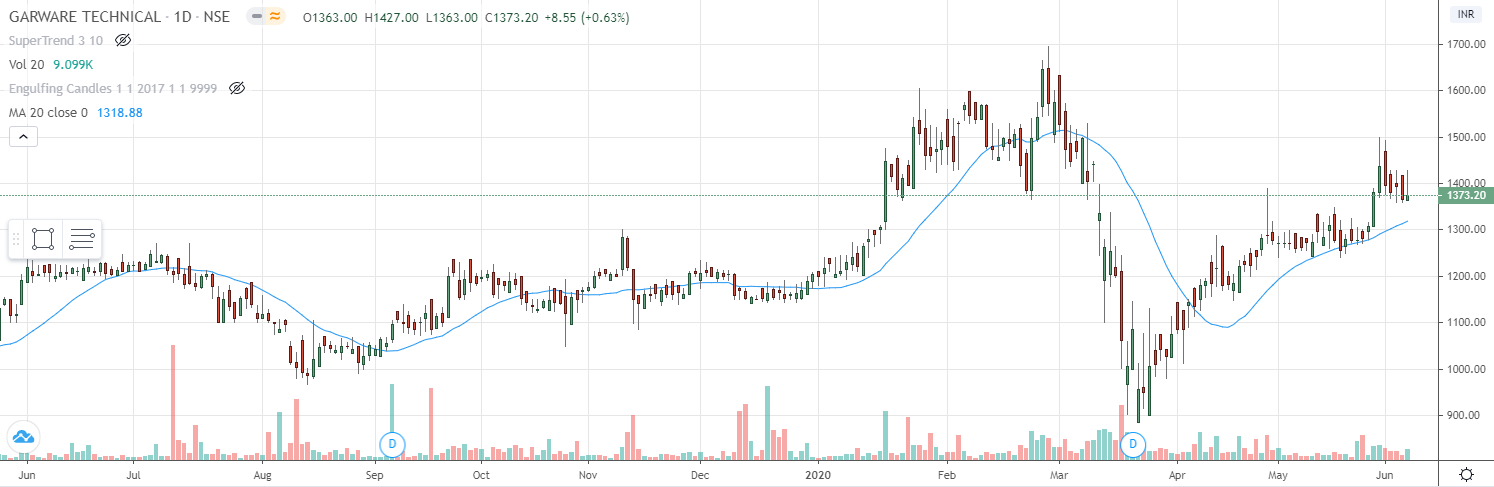 GARWARE TECHNICAL · 1D · NSE O1363.00 H1427.00 L1363.00 C1373.20 +8.55 (+0.63%)
INR
SuperTrend 3 10
Vol 20 9.099K
Engulfing Candles 1 1 2017 1 1 9999
MA 20 close 0 1318.88
1700.00
1600.00
1500.00
1400.00
1373.20
1300.00
1200.00
1100.00
1000.00
900.00
D D
Jun Jul Aug Sep Oct Nov Dec 2020 Feb Mar Apr May Jun